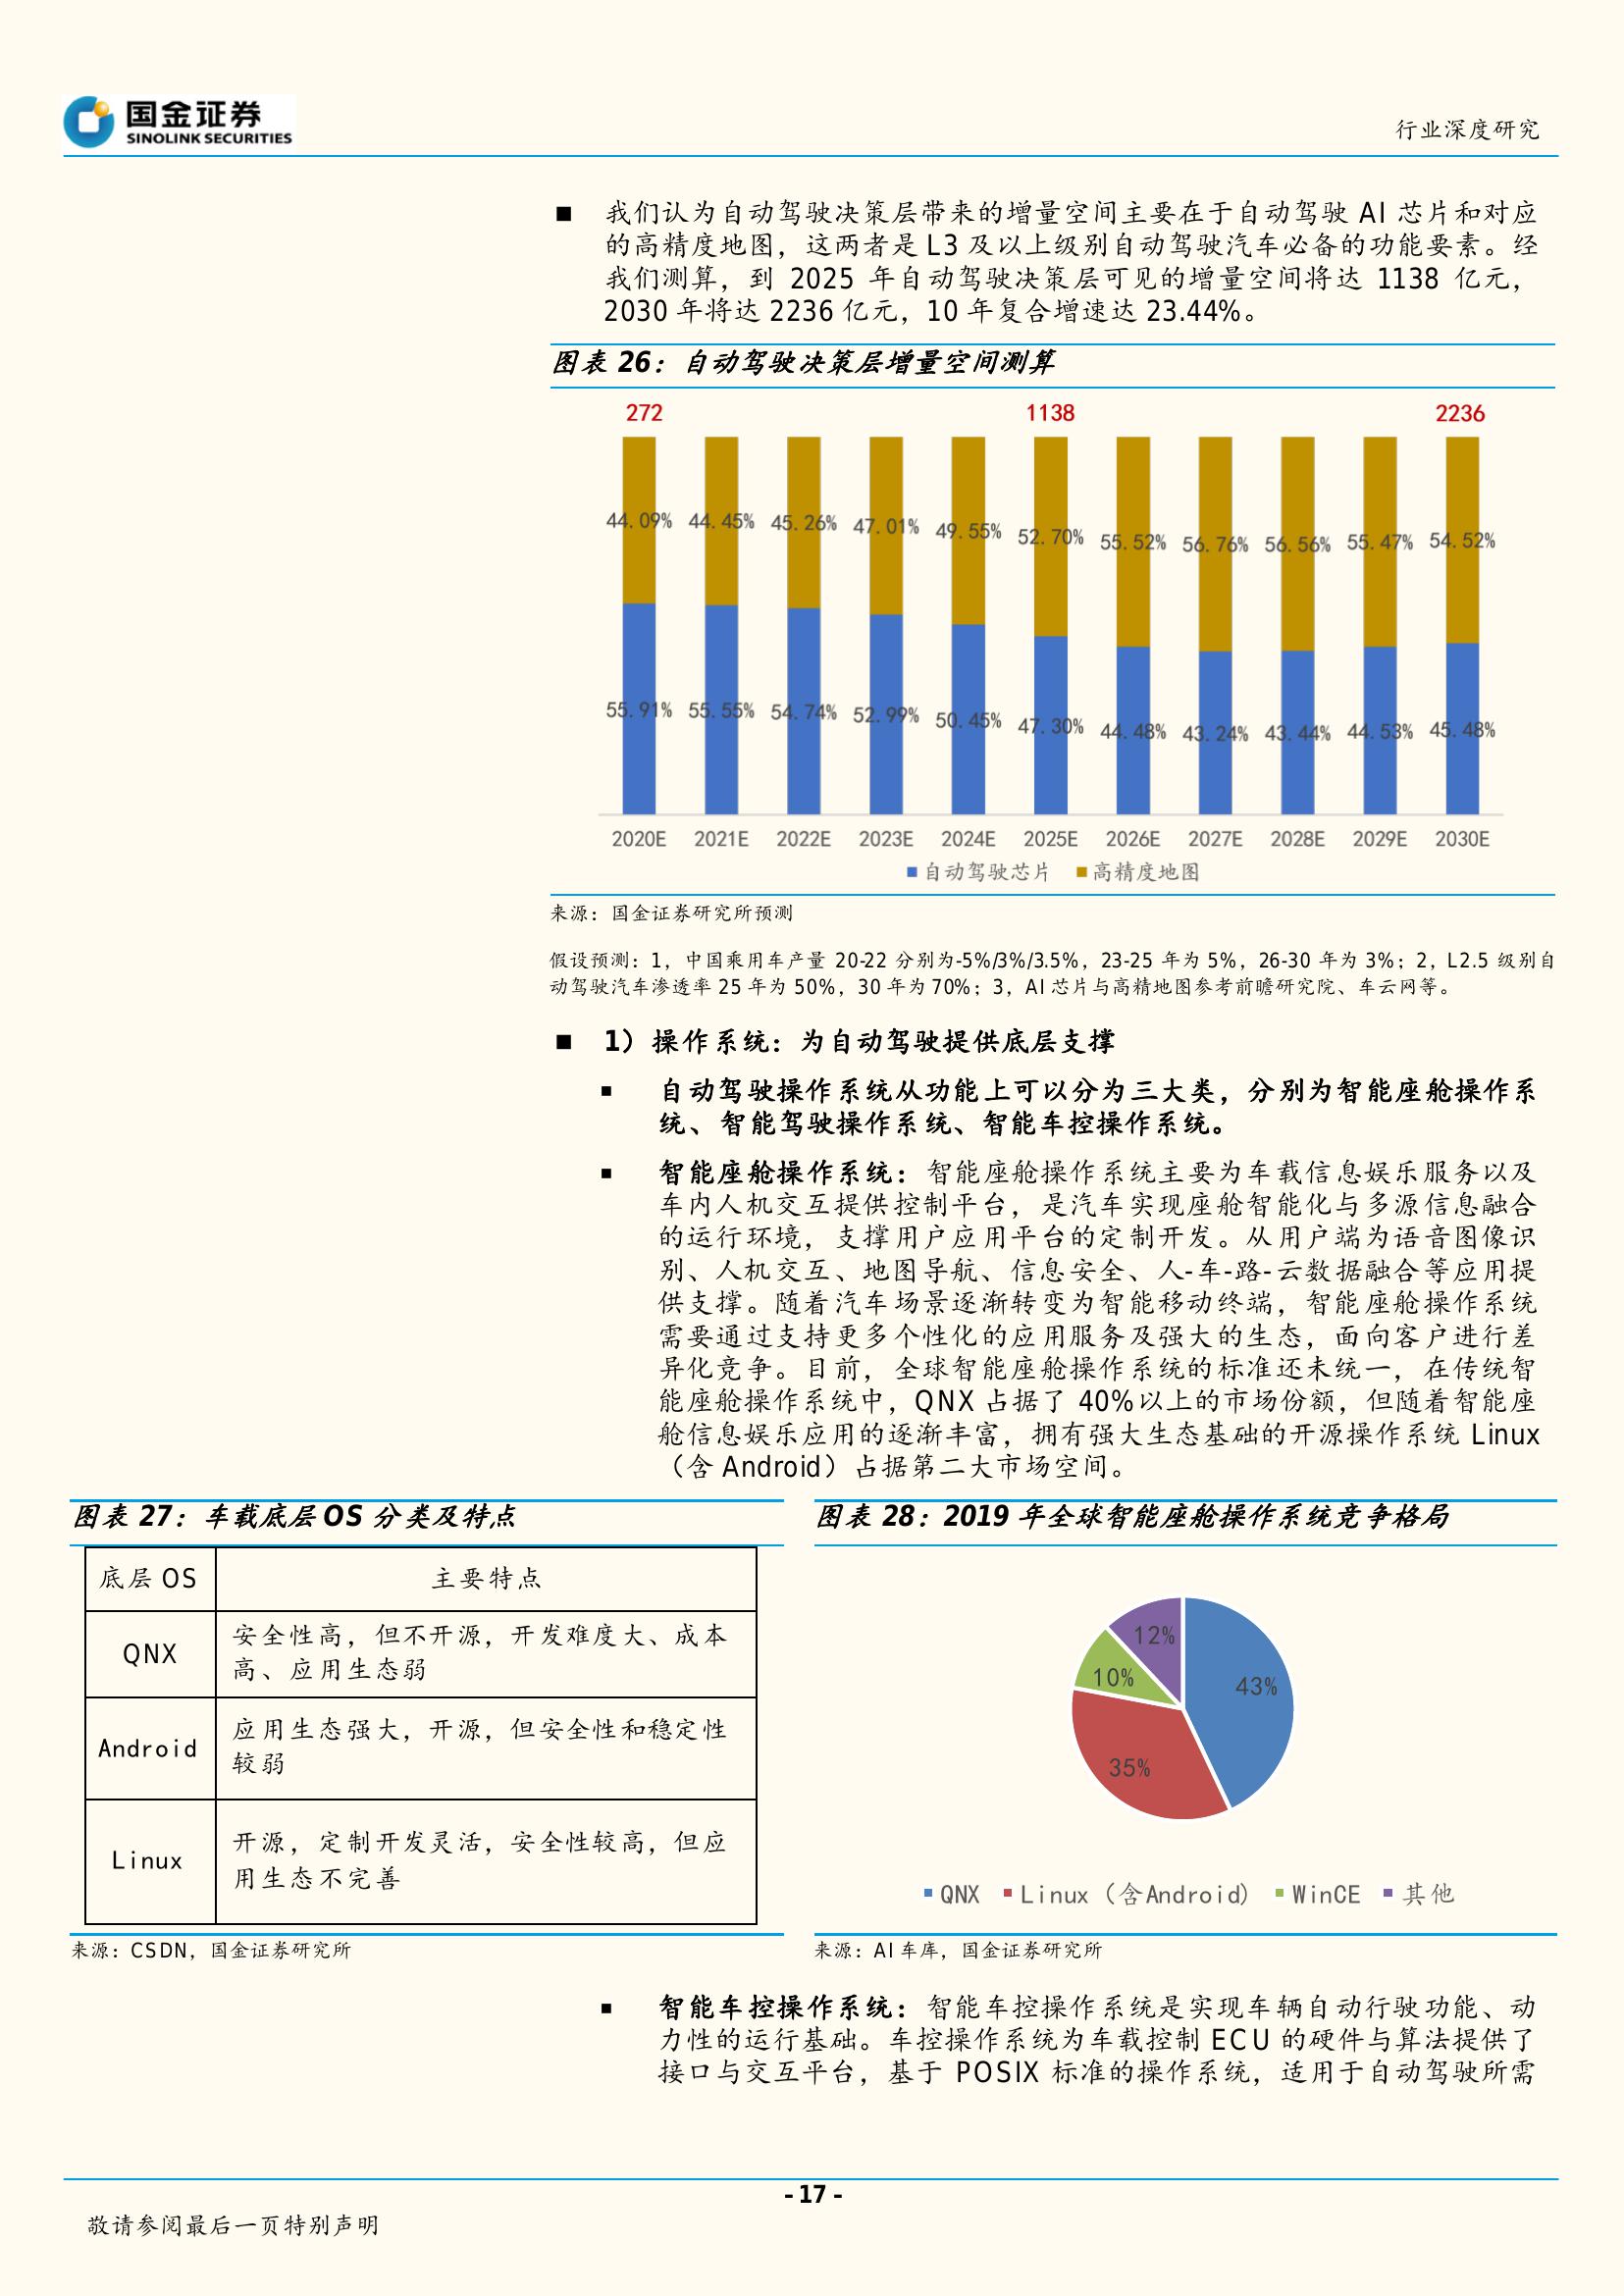 国金证券
SINOLINK SECURITIES
行业深度研究
■ 我们认为自动驾驶决策层带来的增量空间主要在于自动驾驶 AI 芯片和对应
的高精度地图，这两者是 L3 及以上级别自动驾驶汽车必备的功能要素。经
我们测算，到 2025 年自动驾驶决策层可见的增量空间将达 1138 亿元，
2030 年将达 2236 亿元，10 年复合增速达 23.44%。
图表 26：自动驾驶决策层增量空间测算
272 1138 2236
44.09% 44.45% 45.26% 47.01% 49.55% 52.70% 55.52% 56.76% 56.56% 55.47% 54.52%
55.91% 55.55% 54.74% 52.99% 50.45% 47.30% 44.48% 43.24% 43.44% 44.53% 45.48%
2020E 2021E 2022E 2023E 2024E 2025E 2026E 2027E 2028E 2029E 2030E
自动驾驶芯片 高精度地图
来源：国金证券研究所预测
假设预测：1，中国乘用车产量 20-22 分别为-5%/3%/3.5%，23-25 年为 5%，26-30 年为 3%；2，L2.5 级别自
动驾驶汽车渗透率 25 年为 50%，30 年为 70%；3，AI 芯片与高精地图参考前瞻研究院、车云网等。
■ 1）操作系统：为自动驾驶提供底层支撑
■ 自动驾驶操作系统从功能上可以分为三大类，分别为智能座舱操作系
统、智能驾驶操作系统、智能车控操作系统。
■ 智能座舱操作系统：智能座舱操作系统主要为车载信息娱乐服务以及
车内人机交互提供控制平台，是汽车实现座舱智能化与多源信息融合
的运行环境，支撑用户应用平台的定制开发。从用户端为语音图像识
别、人机交互、地图导航、信息安全、人-车-路-云数据融合等应用提
供支撑。随着汽车场景逐渐转变为智能移动终端，智能座舱操作系统
需要通过支持更多个性化的应用服务及强大的生态，面向客户进行差
异化竞争。目前，全球智能座舱操作系统的标准还未统一，在传统智
能座舱操作系统中，QNX 占据了 40%以上的市场份额，但随着智能座
舱信息娱乐应用的逐渐丰富，拥有强大生态基础的开源操作系统 Linux
（含 Android）占据第二大市场空间。
图表 27：车载底层 OS 分类及特点
底层 OS 主要特点
QNX 安全性高，但不开源，开发难度大、成本
高、应用生态弱
Android 应用生态强大，开源，但安全性和稳定性
较弱
Linux 开源，定制开发灵活，安全性较高，但应
用生态不完善
来源：CSDN，国金证券研究所
图表 28：2019 年全球智能座舱操作系统竞争格局
12%
10%
43%
35%
QNX Linux（含Android） WinCE 其他
来源：AI 车库，国金证券研究所
■ 智能车控操作系统：智能车控操作系统是实现车辆自动行驶功能、动
力性的运行基础。车控操作系统为车载控制 ECU 的硬件与算法提供了
接口与交互平台，基于 POSIX 标准的操作系统，适用于自动驾驶所需
- 17 -
敬请参阅最后一页特别声明